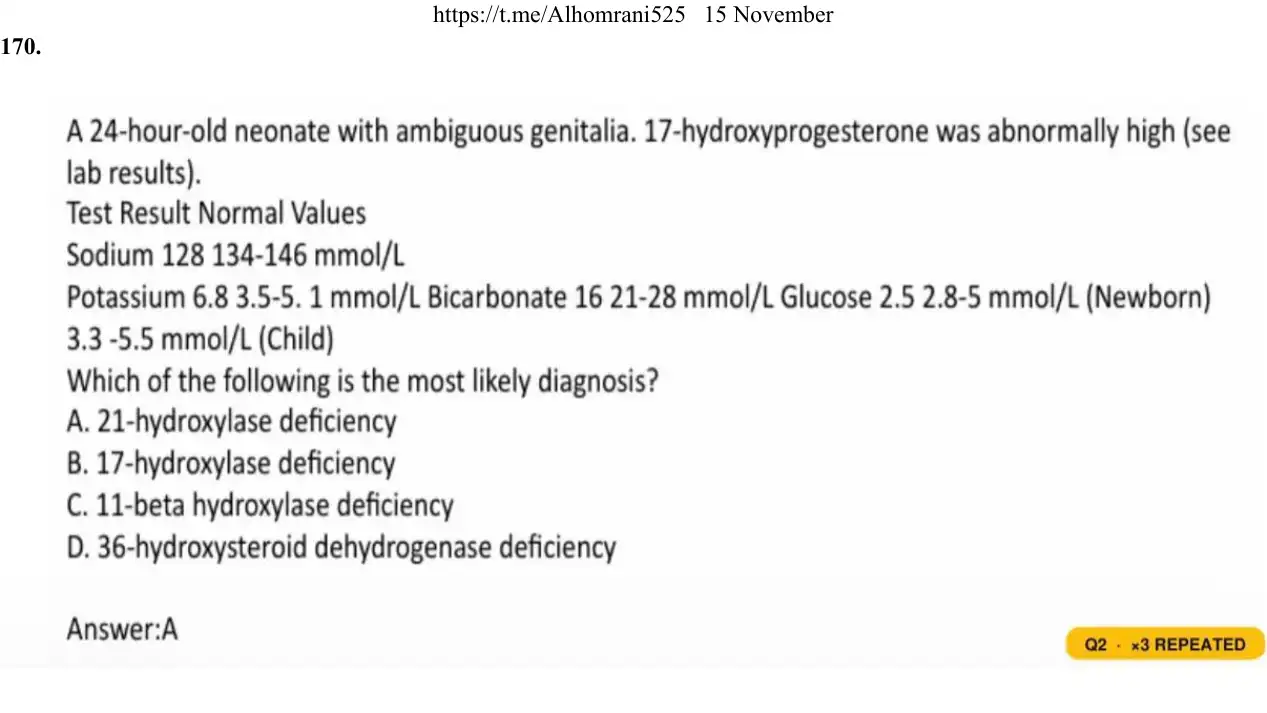 https://t.me/Alhomrani525 15 November
170.
A 24-hour-old neonate with ambiguous genitalia. 17-hydroxyprogesterone was abnormally high (see
lab results).
Test Result Normal Values
Sodium 128 134-146 mmol/L
Potassium 6.8 3.5-5. 1 mmol/L Bicarbonate 16 21-28 mmol/L Glucose 2.5 2.8-5 mmol/L (Newborn)
3.3 -5.5 mmol/L (Child)
Which of the following is the most likely diagnosis?
A. 21-hydroxylase deficiency
B. 17-hydroxylase deficiency
C. 11-beta hydroxylase deficiency
D. 36-hydroxysteroid dehydrogenase deficiency
Answer:A
Q2 · ×3 REPEATED